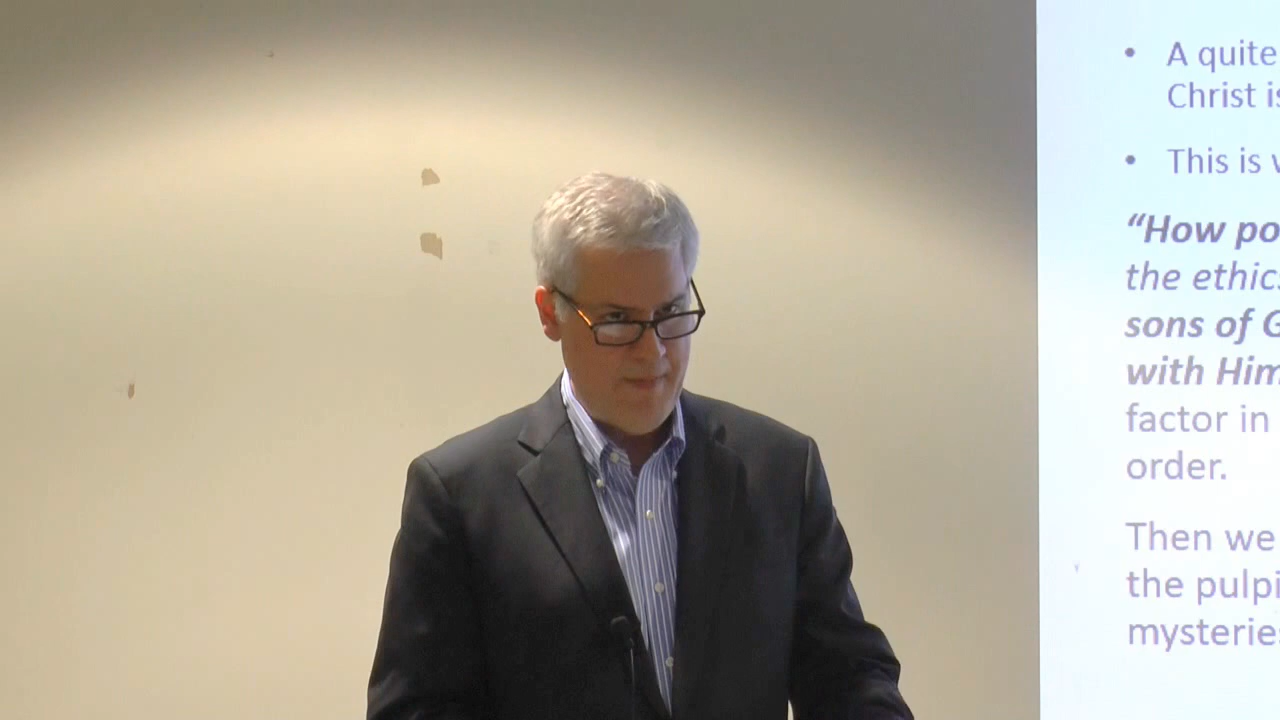 • A quite
Christ is
• This is
“How po
the ethics
sons of G
with Him
factor in
order.
Then we
the pulpi
mysteries